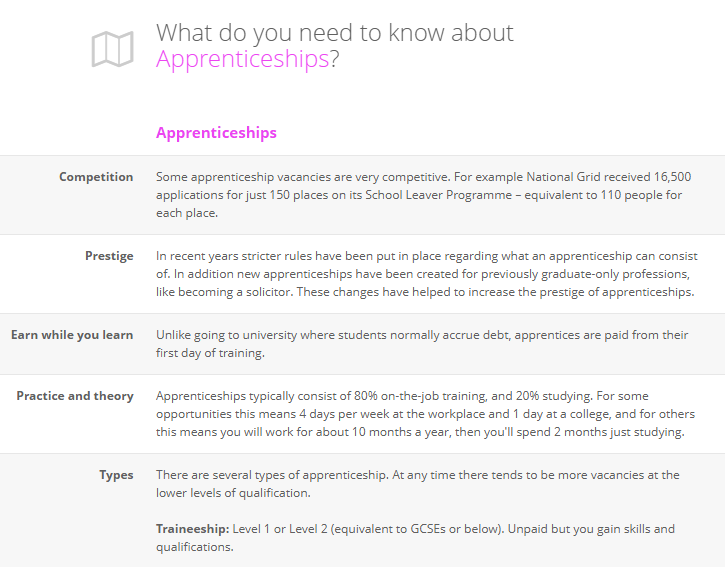 What do you need to know about
Apprenticeships?
Apprenticeships
Competition
Some apprenticeship vacancies are very competitive. For example National Grid received 16,500
applications for just 150 places on its School Leaver Programme – equivalent to 110 people for
each place.
Prestige
In recent years stricter rules have been put in place regarding what an apprenticeship can consist
of. In addition new apprenticeships have been created for previously graduate-only professions,
like becoming a solicitor. These changes have helped to increase the prestige of apprenticeships.
Earn while you learn
Unlike going to university where students normally accrue debt, apprentices are paid from their
first day of training.
Practice and theory
Apprenticeships typically consist of 80% on-the-job training, and 20% studying. For some
opportunities this means 4 days per week at the workplace and 1 day at a college, and for others
this means you will work for about 10 months a year, then you'll spend 2 months just studying.
Types
There are several types of apprenticeship. At any time there tends to be more vacancies at the
lower levels of qualification.
Traineeship: Level 1 or Level 2 (equivalent to GCSEs or below). Unpaid but you gain skills and
qualifications.